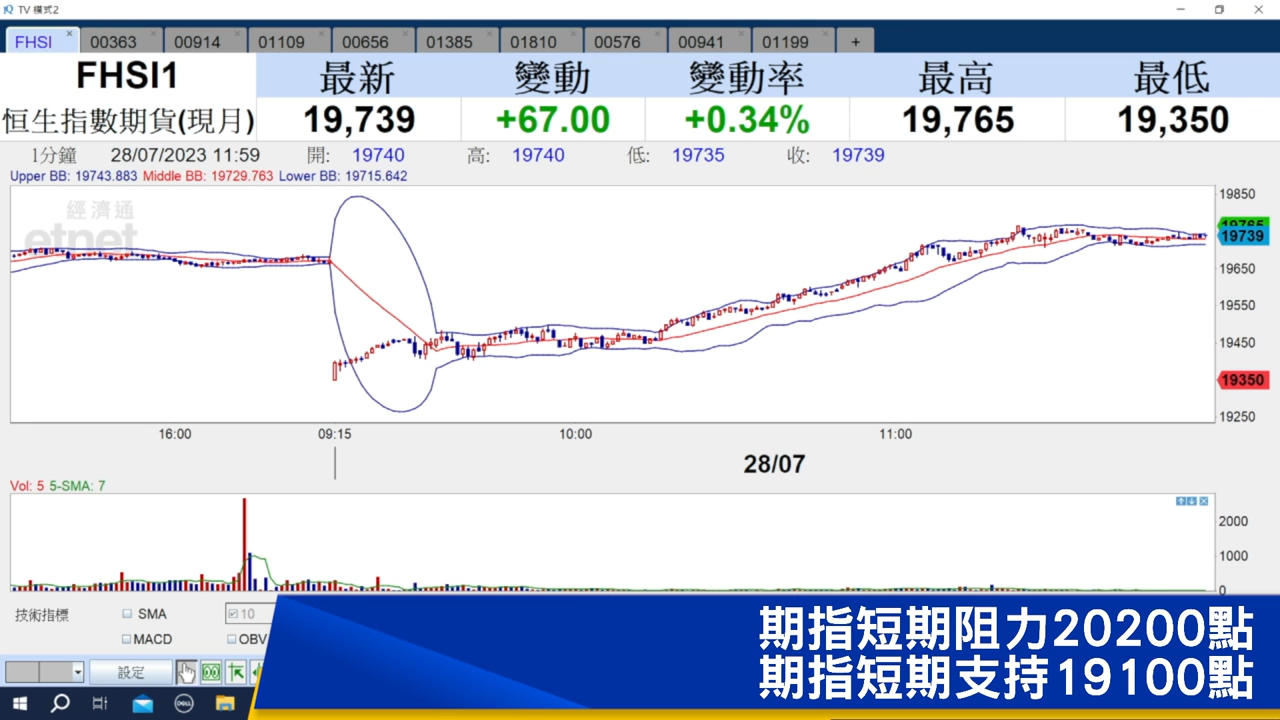 TV 模式2
FHSI 00363 00914 01109 00656 01385 01810 00576 00941 01199 +
FHSI1 最新 變動 變動率 最高 最低
恒生指數期貨(現月) 19,739 +67.00 +0.34% 19,765 19,350
1分鐘 28/07/2023 11:59 開: 19740 高: 19740 低: 19735 收: 19739
Upper BB: 19743.883 Middle BB: 19729.763 Lower BB: 19715.642
經濟通
etnet
19850
19765
19739
19650
19550
19450
19350
19250
16:00 09:15 10:00 11:00
28/07
Vol: 5 5-SMA: 7
2000
1000
0
技術指標 SMA 10
MACD OBV
設定
期指短期阻力20200點
期指短期支持19100點
DELL